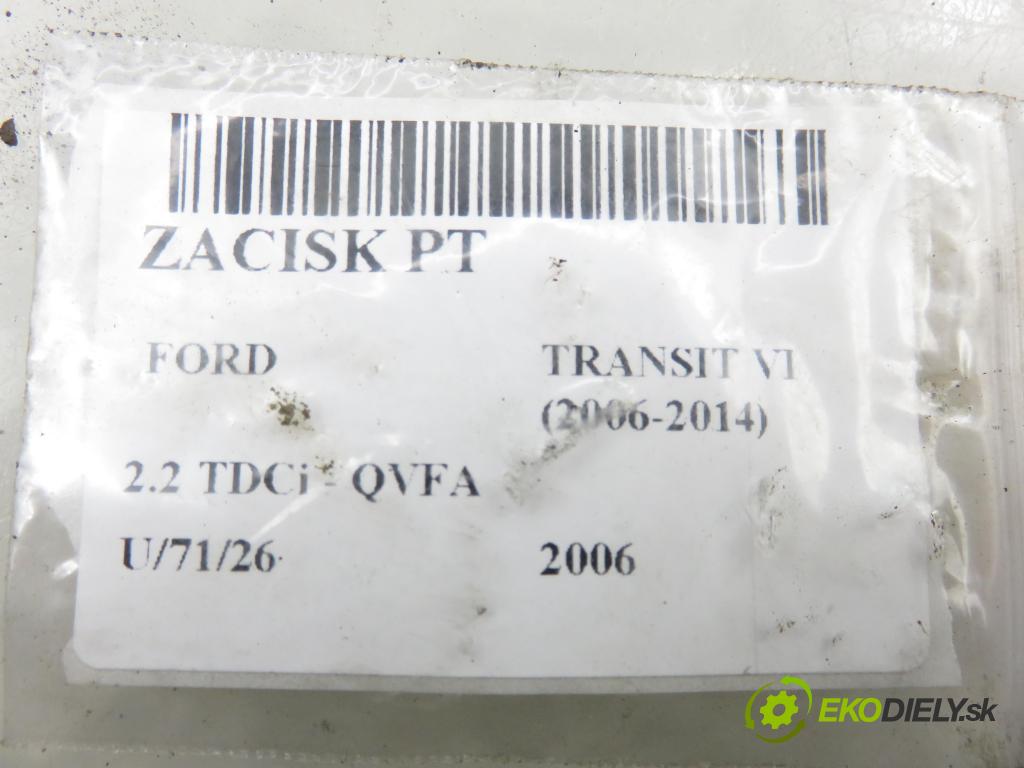 ZACISK PT
FORD TRANSIT VI
(2006-2014)
2.2 TDCi - QVFA
U/71/26 2006
EKODIELY.sk